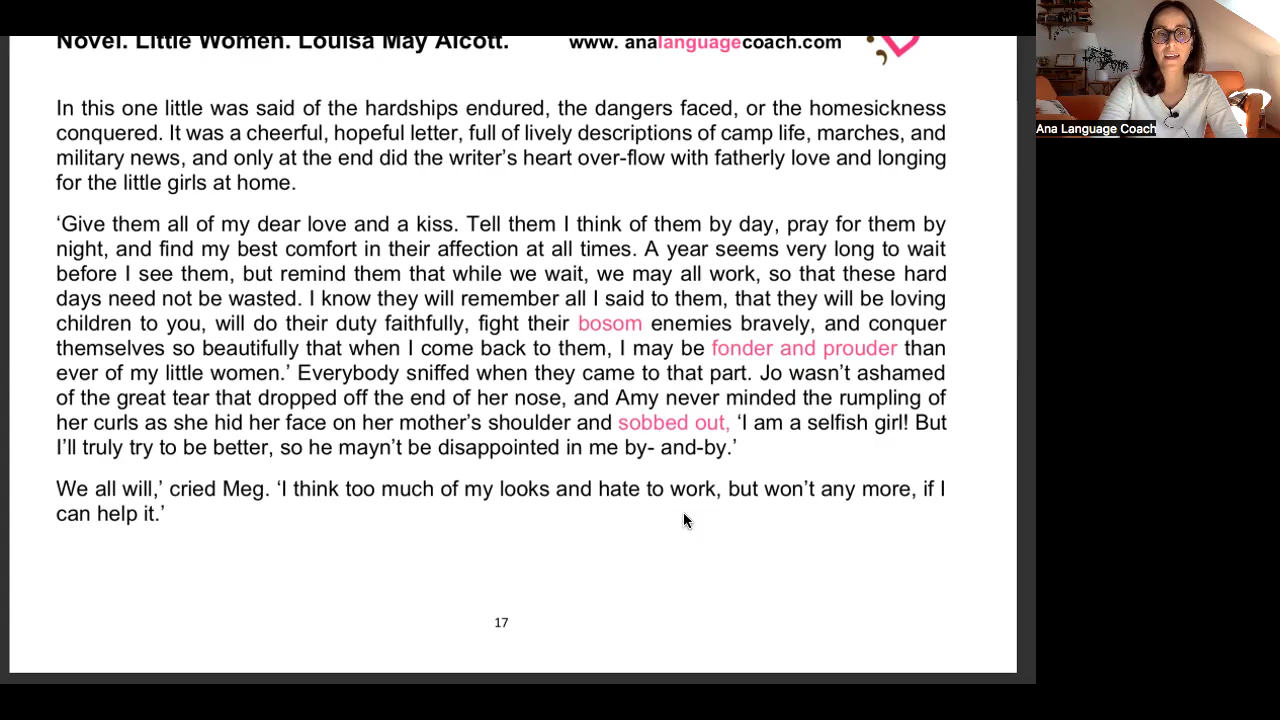 Novel. Little Women. Louisa May Alcott. www. analanguagecoach.com
Ana Language Coach
In this one little was said of the hardships endured, the dangers faced, or the homesickness
conquered. It was a cheerful, hopeful letter, full of lively descriptions of camp life, marches, and
military news, and only at the end did the writer’s heart over-flow with fatherly love and longing
for the little girls at home.
‘Give them all of my dear love and a kiss. Tell them I think of them by day, pray for them by
night, and find my best comfort in their affection at all times. A year seems very long to wait
before I see them, but remind them that while we wait, we may all work, so that these hard
days need not be wasted. I know they will remember all I said to them, that they will be loving
children to you, will do their duty faithfully, fight their bosom enemies bravely, and conquer
themselves so beautifully that when I come back to them, I may be fonder and prouder than
ever of my little women.’ Everybody sniffed when they came to that part. Jo wasn’t ashamed
of the great tear that dropped off the end of her nose, and Amy never minded the rumpling of
her curls as she hid her face on her mother’s shoulder and sobbed out, ‘I am a selfish girl! But
I’ll truly try to be better, so he mayn’t be disappointed in me by- and-by.’
We all will,’ cried Meg. ‘I think too much of my looks and hate to work, but won’t any more, if I
can help it.’
17